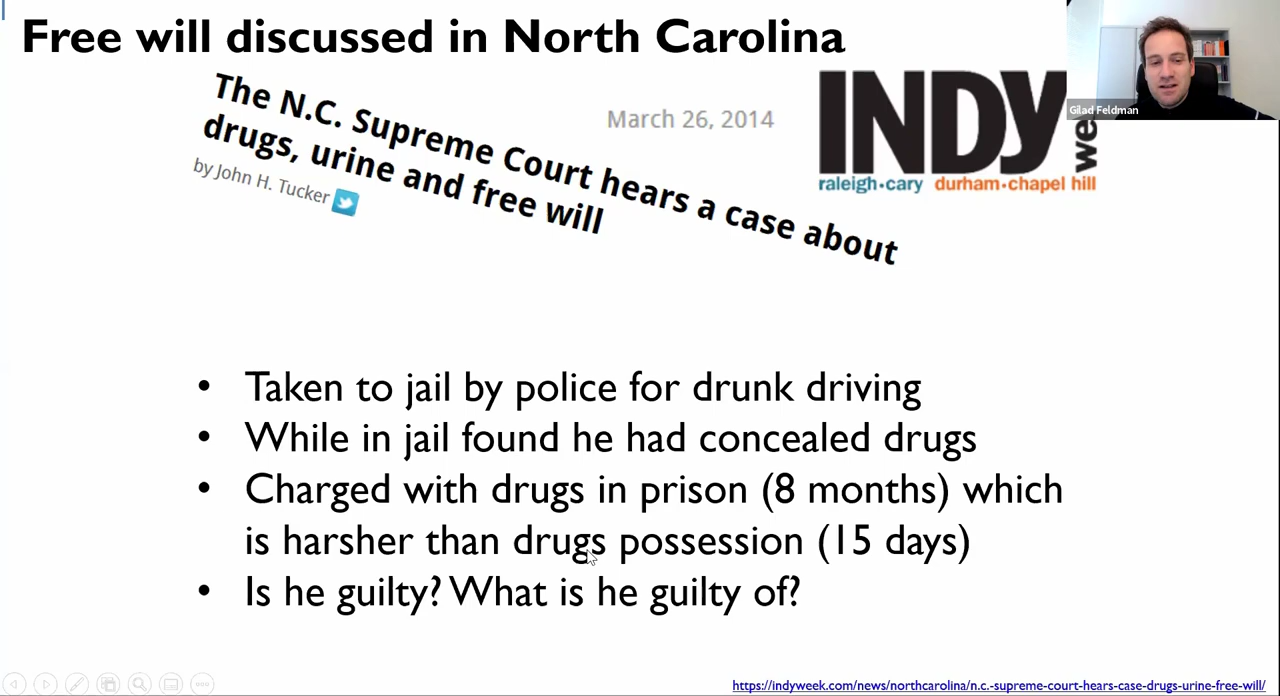 Free will discussed in North Carolina
Gilad Feldman
The N.C. Supreme Court hears a case about
drugs, urine and free will
by John H. Tucker
March 26, 2014
INDY
we
raleigh•cary durham•chapel hill
• Taken to jail by police for drunk driving
• While in jail found he had concealed drugs
• Charged with drugs in prison (8 months) which
is harsher than drugs possession (15 days)
• Is he guilty? What is he guilty of?
https://indyweek.com/news/northcarolina/n.c.-supreme-court-hears-case-drugs-urine-free-will/